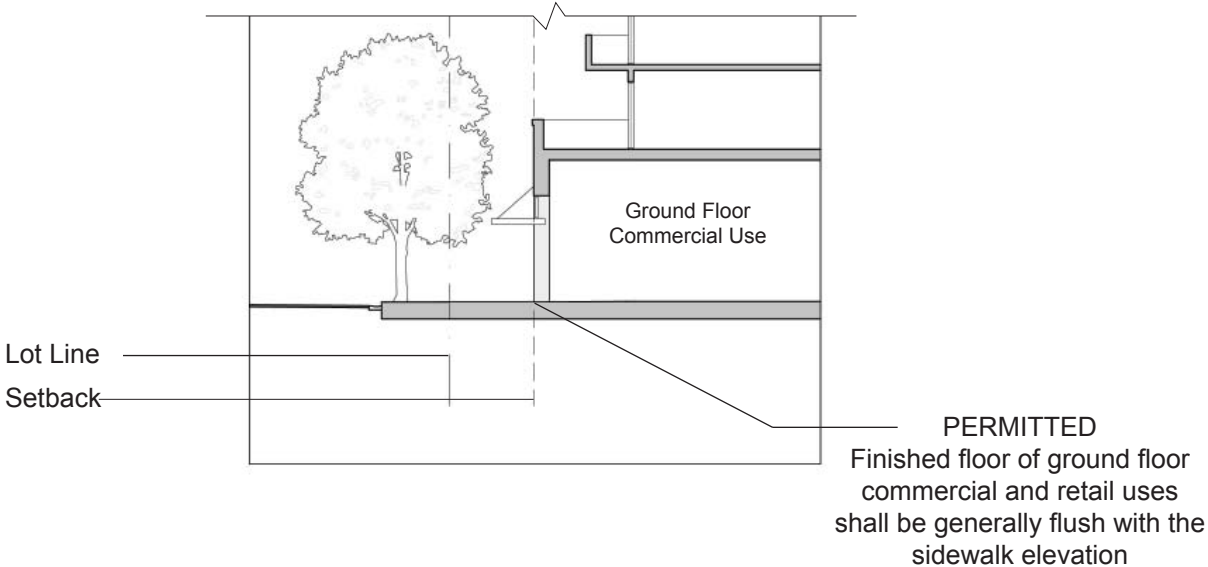 Ground Floor
Commercial Use
Lot Line
Setback
PERMITTED
Finished floor of ground floor
commercial and retail uses
shall be generally flush with the
sidewalk elevation